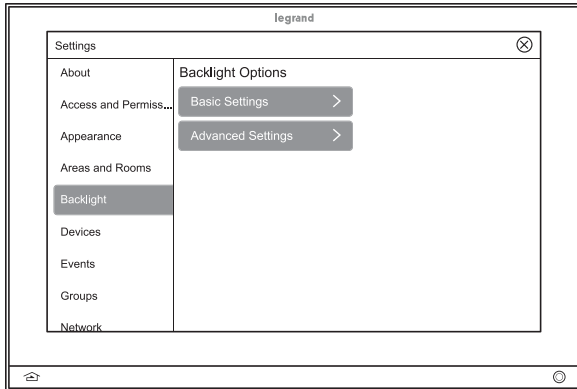 legrand
Settings
About
Access and Permiss...
Appearance
Areas and Rooms
Backlight
Devices
Events
Groups
Network
Backlight Options
Basic Settings
Advanced Settings